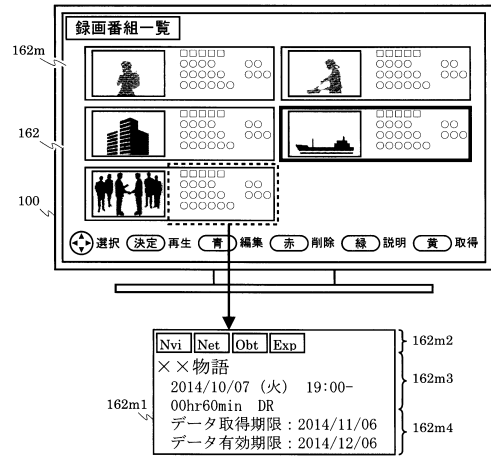 録画番組一覧
162m
□□□□□
○○○○ ○○
○○○○ ○○○
○○○○○○
□□□□□
○○○○ ○○
○○○○ ○○○
○○○○○○
162
□□□□□
○○○○ ○○
○○○○ ○○○
○○○○○○
□□□□□
○○○○ ○○
○○○○ ○○○
○○○○○○
100
□□□□□
○○○○ ○○
○○○○ ○○○
○○○○○○
選択 決定 再生 青 編集 赤 削除 緑 説明 黄 取得
Nvi Net Obt Exp
162m2
××物語
2014/10/07 (火) 19:00-
162m3
00hr60min DR
162m1
データ取得期限:2014/11/06
データ有効期限:2014/12/06
162m4